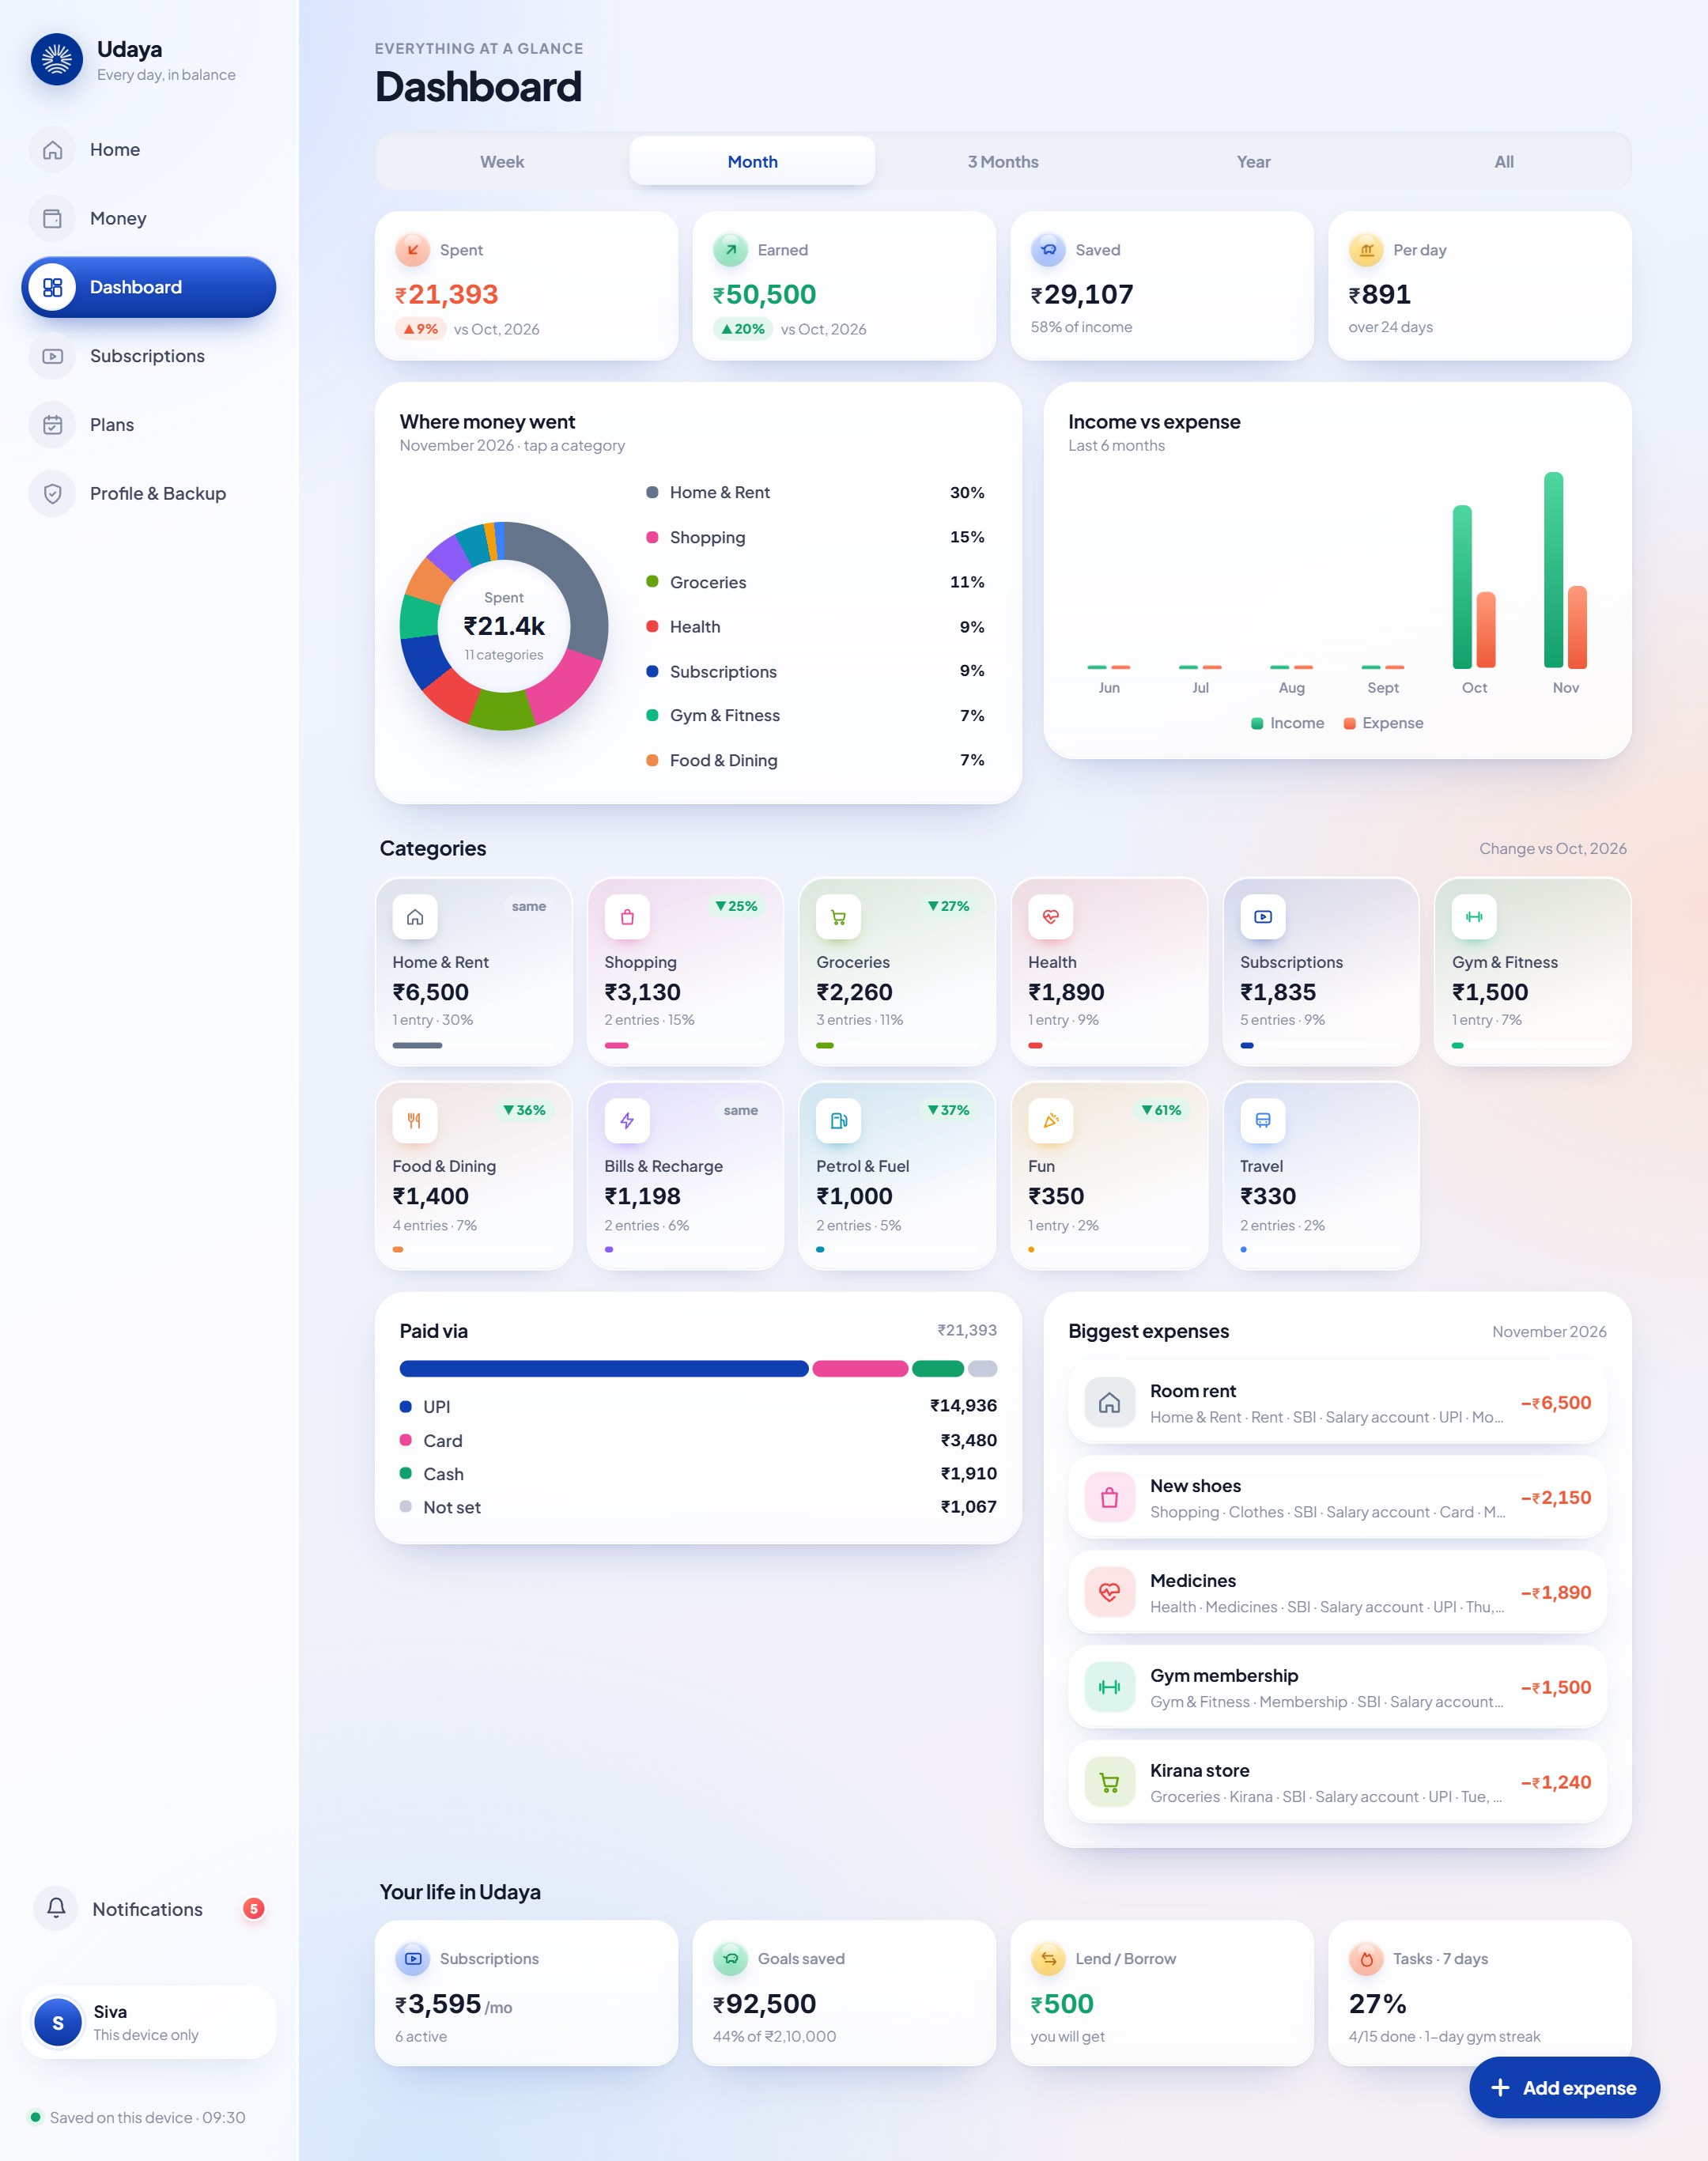 Udaya
Every day, in balance
Home
Money
Dashboard
Subscriptions
Plans
Profile & Backup
Notifications
5
S
Siva
This device only
Saved on this device · 09:30
EVERYTHING AT A GLANCE
Dashboard
Week
Month
3 Months
Year
All
Spent
₹21,393
▲9% vs Oct, 2026
Earned
₹50,500
▲20% vs Oct, 2026
Saved
₹29,107
58% of income
Per day
₹891
over 24 days
Where money went
November 2026 · tap a category
Spent
₹21.4k
11 categories
Home & Rent 30%
Shopping 15%
Groceries 11%
Health 9%
Subscriptions 9%
Gym & Fitness 7%
Food & Dining 7%
Income vs expense
Last 6 months
Jun Jul Aug Sept Oct Nov
Income Expense
Categories
Change vs Oct, 2026
same
Home & Rent
₹6,500
1 entry · 30%
▼25%
Shopping
₹3,130
2 entries · 15%
▼27%
Groceries
₹2,260
3 entries · 11%
Health
₹1,890
1 entry · 9%
Subscriptions
₹1,835
5 entries · 9%
Gym & Fitness
₹1,500
1 entry · 7%
▼36%
Food & Dining
₹1,400
4 entries · 7%
same
Bills & Recharge
₹1,198
2 entries · 6%
▼37%
Petrol & Fuel
₹1,000
2 entries · 5%
▼61%
Fun
₹350
1 entry · 2%
Travel
₹330
2 entries · 2%
Paid via
₹21,393
UPI ₹14,936
Card ₹3,480
Cash ₹1,910
Not set ₹1,067
Biggest expenses
November 2026
Room rent
Home & Rent · Rent · SBI · Salary account · UPI · Mo...
−₹6,500
New shoes
Shopping · Clothes · SBI · Salary account · Card · M...
−₹2,150
Medicines
Health · Medicines · SBI · Salary account · UPI · Thu,...
−₹1,890
Gym membership
Gym & Fitness · Membership · SBI · Salary account...
−₹1,500
Kirana store
Groceries · Kirana · SBI · Salary account · UPI · Tue, ...
−₹1,240
Your life in Udaya
Subscriptions
₹3,595 /mo
6 active
Goals saved
₹92,500
44% of ₹2,10,000
Lend / Borrow
₹500
you will get
Tasks · 7 days
27%
4/15 done · 1-day gym streak
+ Add expense